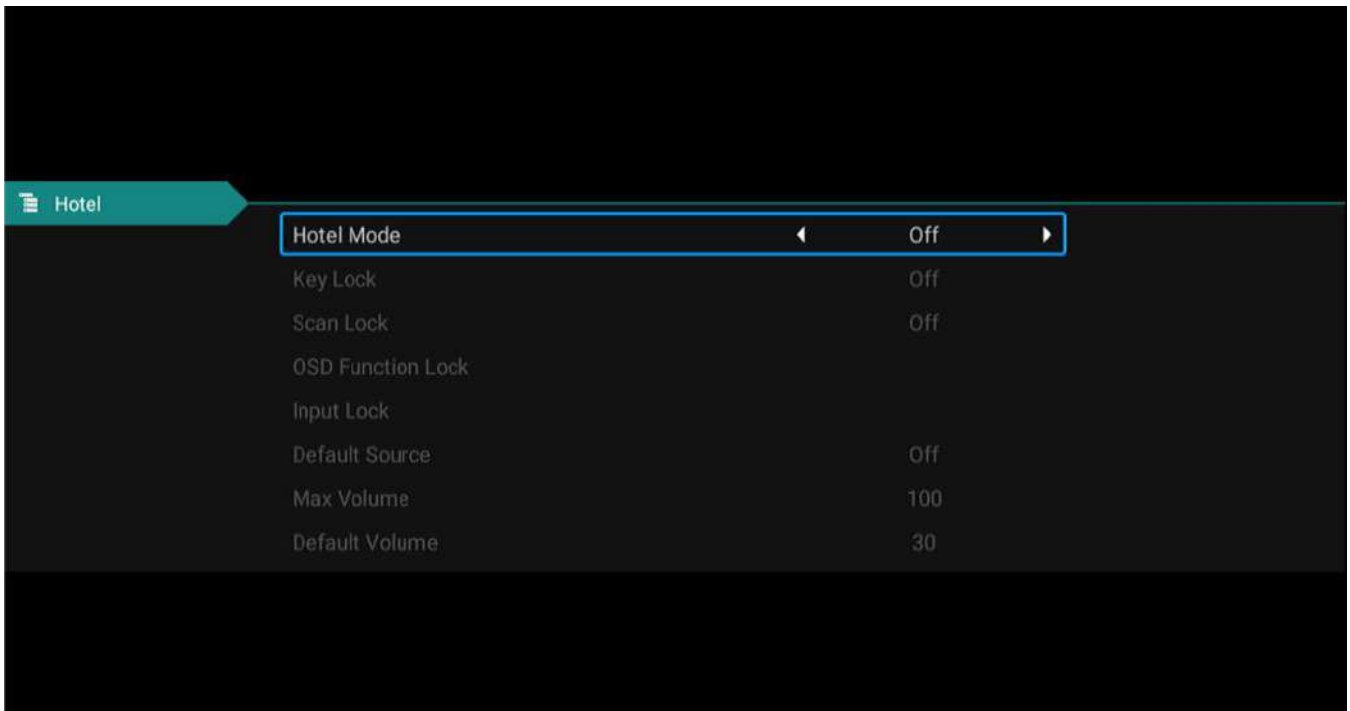 Hotel
Hotel Mode Off
Key Lock Off
Scan Lock Off
OSD Function Lock
Input Lock
Default Source Off
Max Volume 100
Default Volume 30